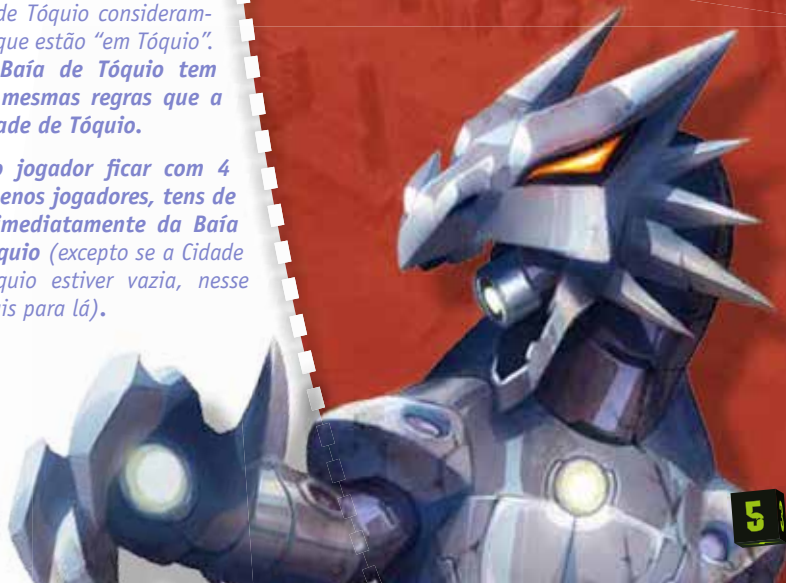 de Tóquio consideram-
que estão “em Tóquio”.
Baía de Tóquio tem
mesmas regras que a
ade de Tóquio.
o jogador ficar com 4
enos jogadores, tens de
imediatamente da Baía
quio (excepto se a Cidade
quio estiver vazia, nesse
is para lá).
5